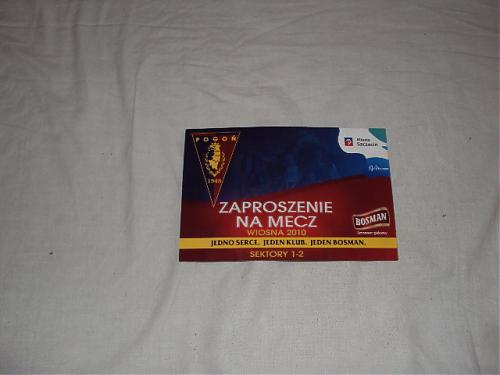 POGOŃ
1948
Miasto
Szczecin
ZAPROSZENIE
NA MECZ
WIOSNA 2010
BOSMAN
JEDNO SERCE. JEDEN KLUB. JEDEN BOSMAN.
SEKTORY 1-2